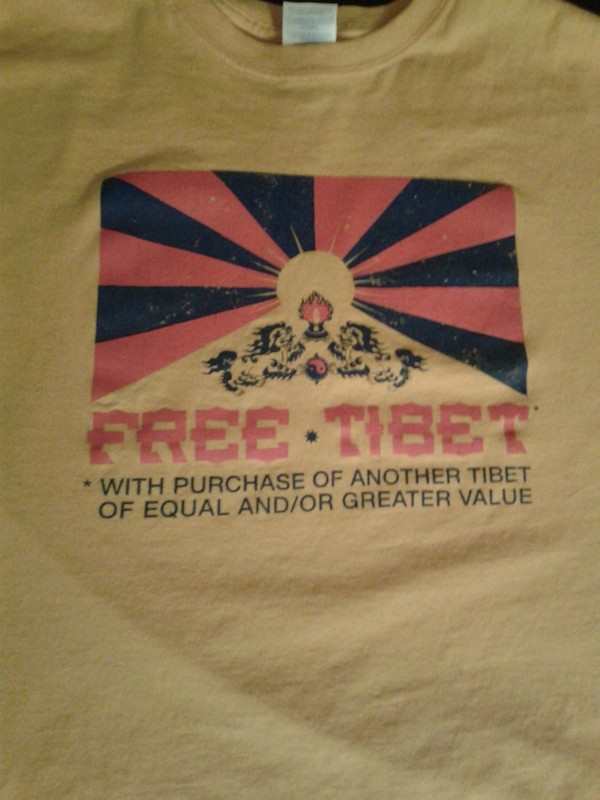 FREE * TIBET*
* WITH PURCHASE OF ANOTHER TIBET
OF EQUAL AND/OR GREATER VALUE